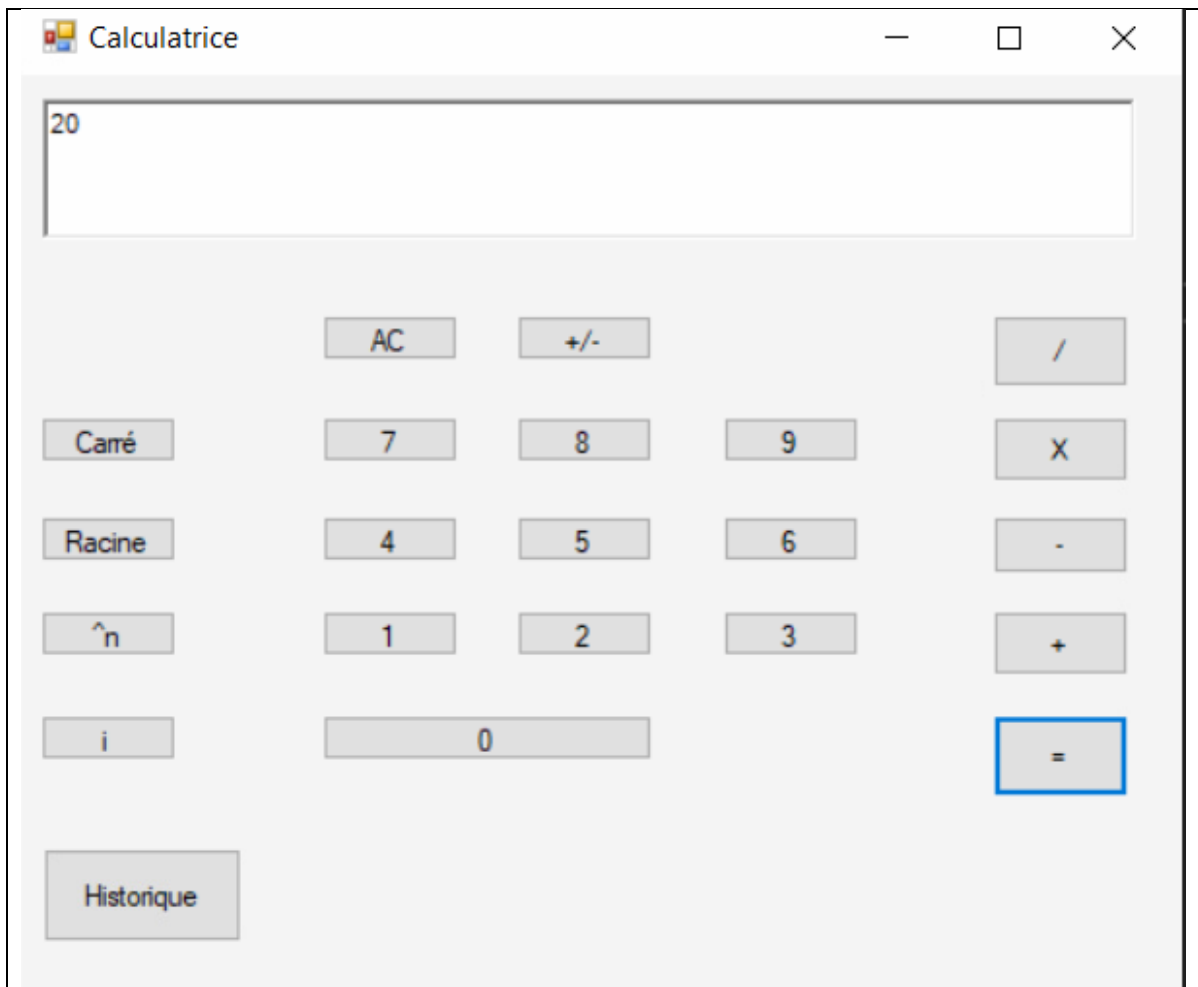 Calculatrice
20
AC +/- /
Carré 7 8 9 X
Racine 4 5 6 -
^n 1 2 3 +
i 0 =
Historique